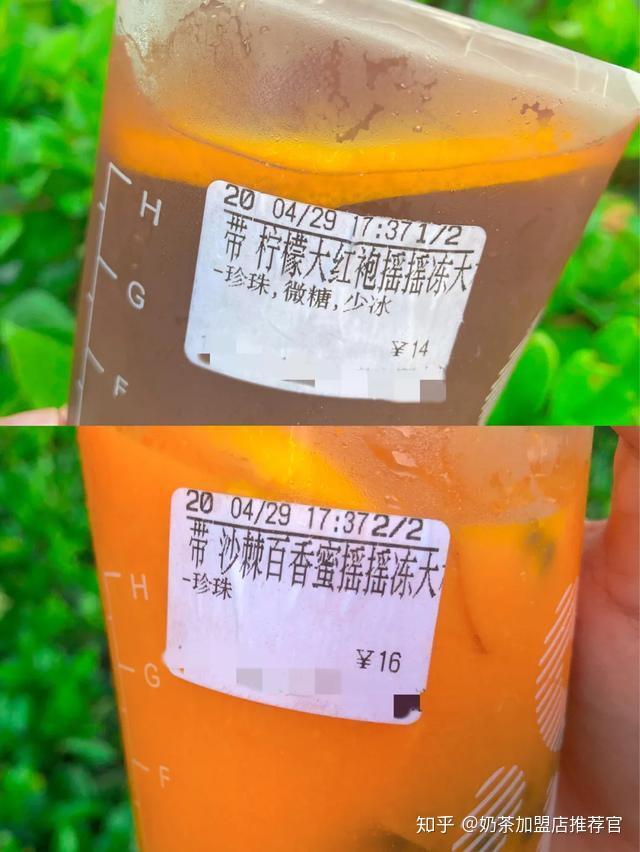 20 04/29 17:37 1/2
带 柠檬大红袍摇摇冻大
-珍珠,微糖,少冰
¥14
H
G
F
20 04/29 17:37 2/2
带 沙棘百香蜜摇摇冻大
-珍珠
¥16
H
G
F
知乎 @奶茶加盟店推荐官